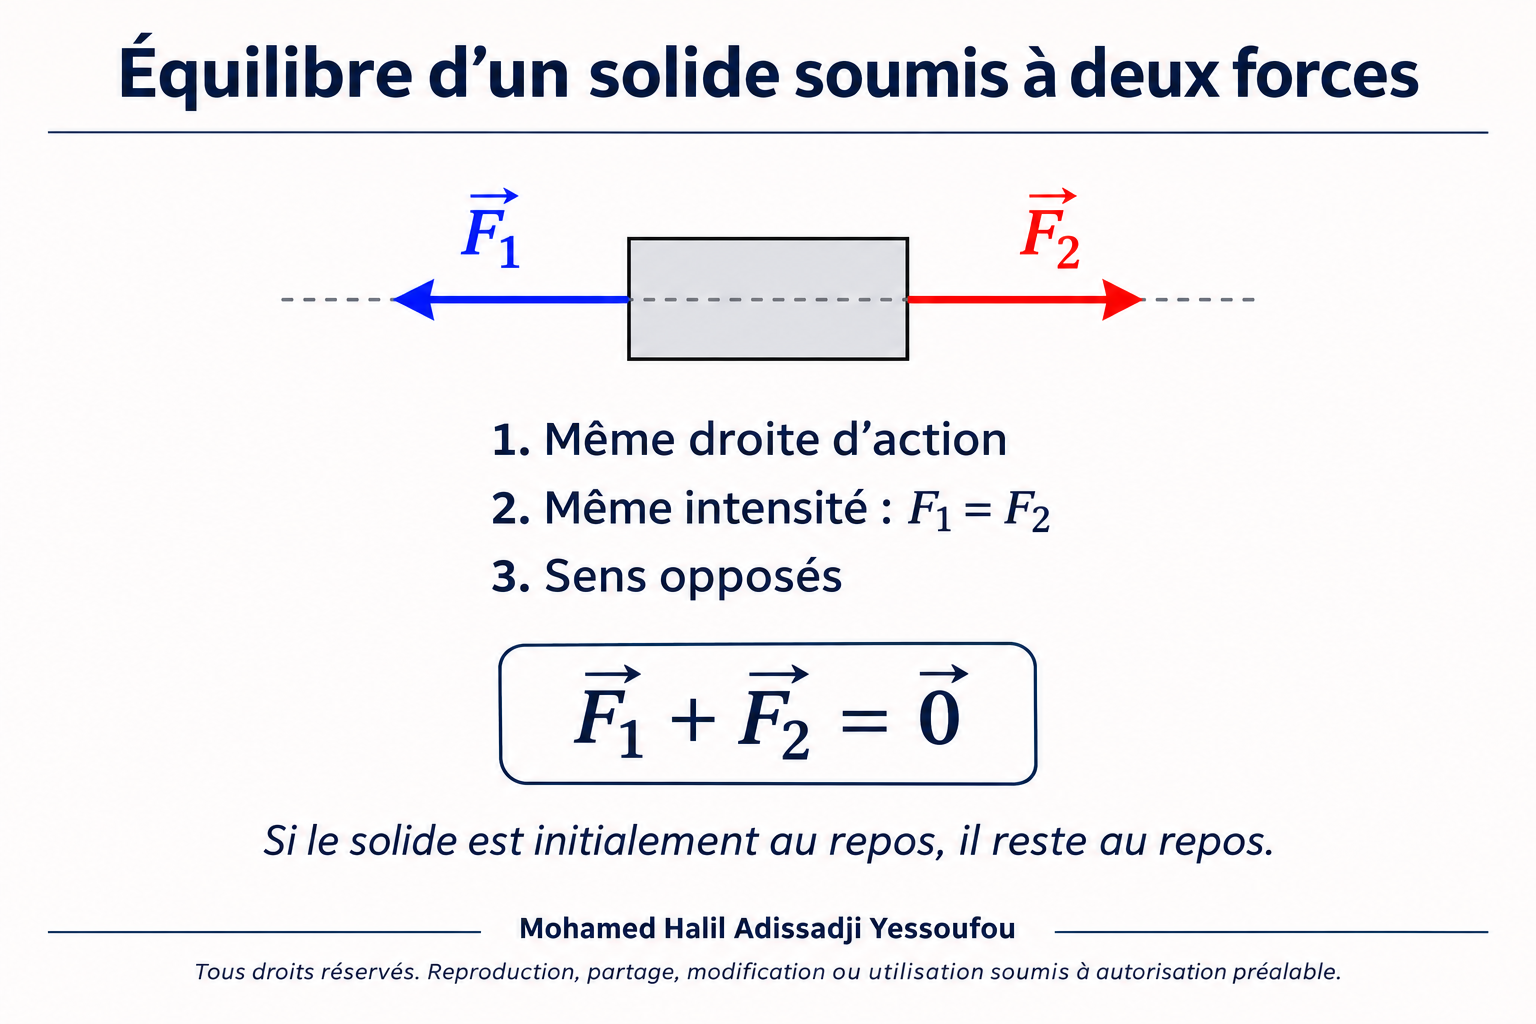 Équilibre d’un solide soumis à deux forces
F₁⃗ F₂⃗
1. Même droite d’action
2. Même intensité : F₁ = F₂
3. Sens opposés
F₁⃗ + F₂⃗ = 0⃗
Si le solide est initialement au repos, il reste au repos.
Mohamed Halil Adissadji Yessoufou
Tous droits réservés. Reproduction, partage, modification ou utilisation soumis à autorisation préalable.